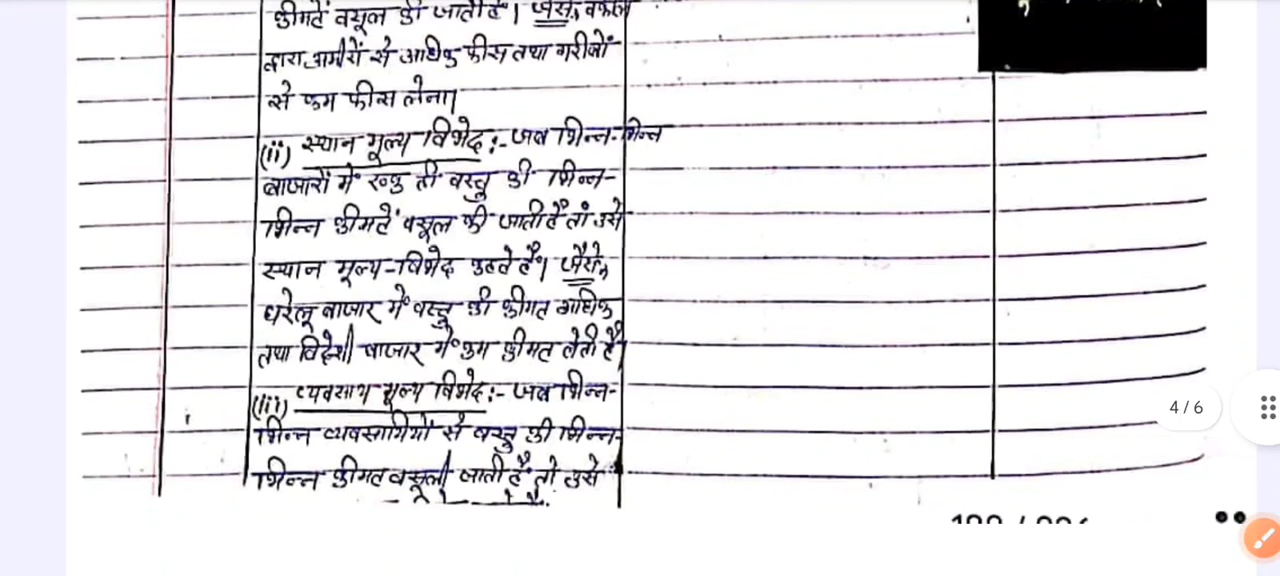 कीमतें वसूल की जाती है। जैसे, वकील
द्वारा अमीरों से अधिक फीस तथा गरीबों
से कम फीस लेना।
(ii) स्थान मूल्य विभेद :- जब भिन्न-भिन्न
बाजारों में एक ही वस्तु की भिन्न-
भिन्न कीमतें वसूल की जाती हैं तो उसे
स्थान मूल्य-विभेद कहते हैं। जैसे,
घरेलू बाजार में वस्तु की कीमत अधिक
तथा विदेशी बाजार में कम कीमत लेती है।
(iii) व्यवसाय मूल्य विभेद :- जब भिन्न-
भिन्न व्यवसायियों से वस्तु की भिन्न-
भिन्न कीमत वसूली जाती है तो उसे
4/6